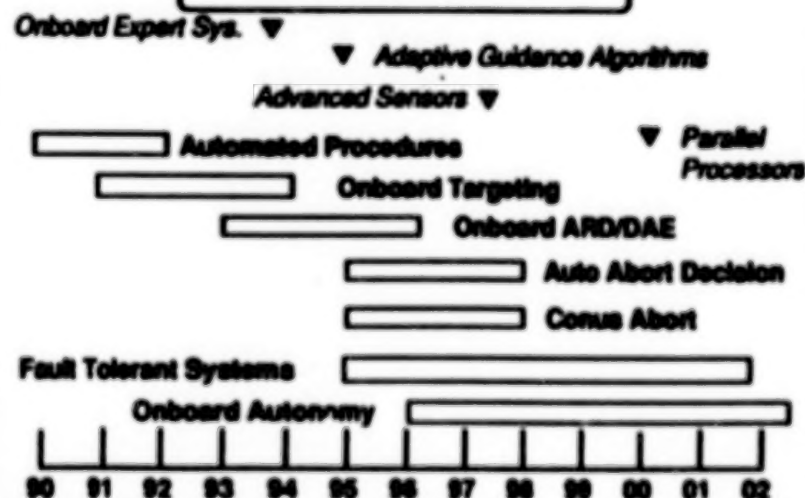 Onboard Expert Sys.
Adaptive Guidance Algorithms
Advanced Sensors
Automated Procedures
Parallel
Processors
Onboard Targeting
Onboard ARD/DAE
Auto Abort Decision
Conus Abort
Fault Tolerant Systems
Onboard Autonomy
90 91 92 93 94 95 96 97 98 99 00 01 02